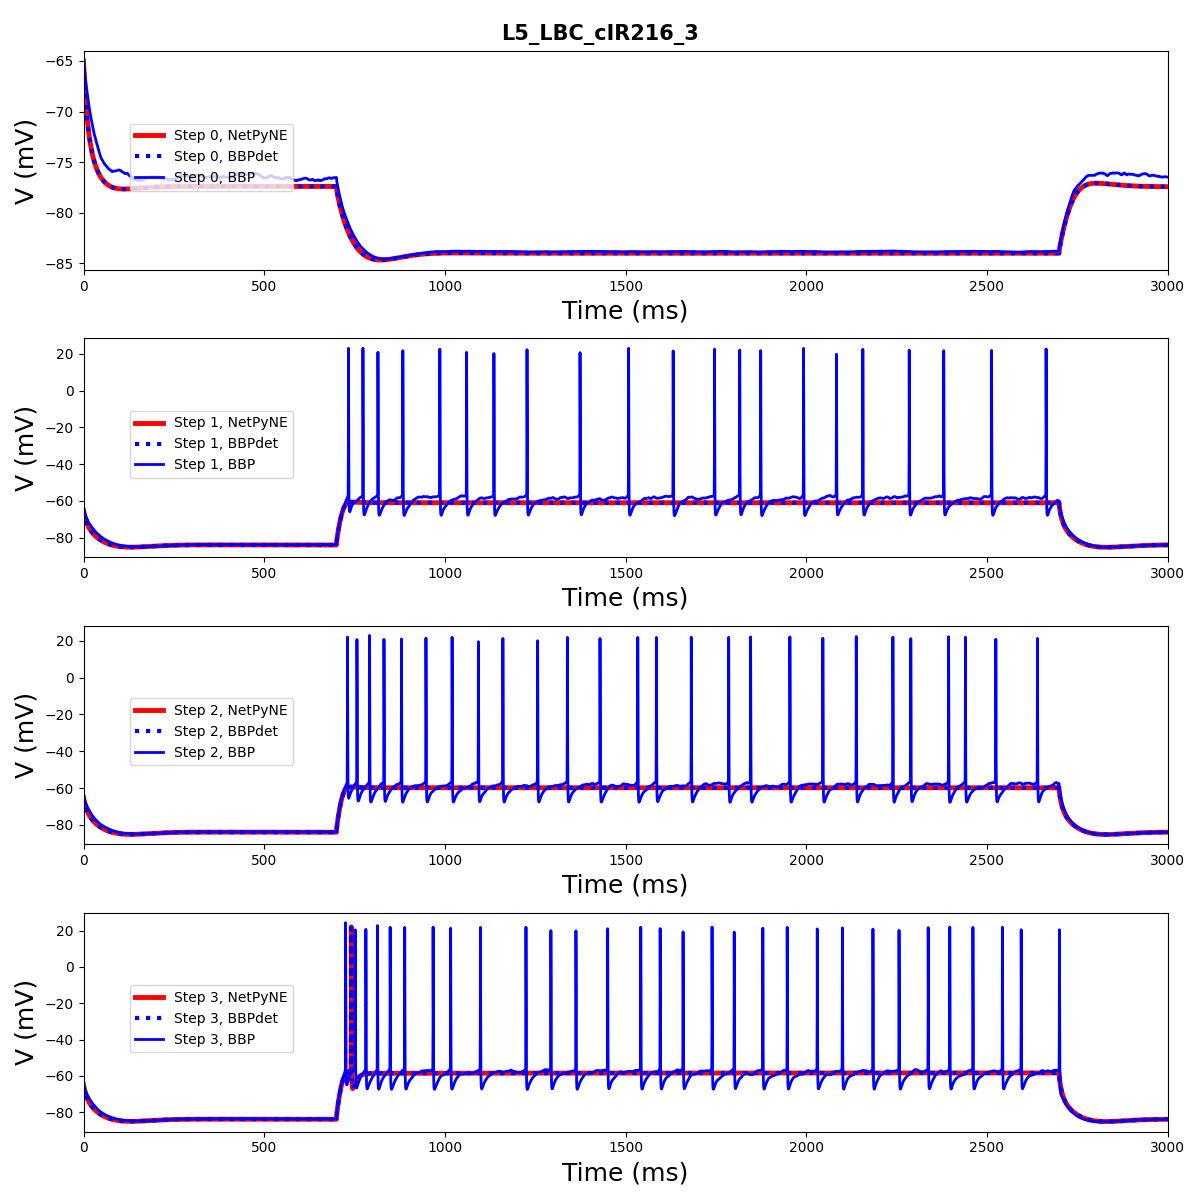 L5_LBC_cIR216_3
−65
−70
−75
−80
−85
V (mV)
Step 0, NetPyNE
Step 0, BBPdet
Step 0, BBP
0 500 1000 1500 2000 2500 3000
Time (ms)
20
0
−20
−40
−60
−80
V (mV)
Step 1, NetPyNE
Step 1, BBPdet
Step 1, BBP
0 500 1000 1500 2000 2500 3000
Time (ms)
20
0
−20
−40
−60
−80
V (mV)
Step 2, NetPyNE
Step 2, BBPdet
Step 2, BBP
0 500 1000 1500 2000 2500 3000
Time (ms)
20
0
−20
−40
−60
−80
V (mV)
Step 3, NetPyNE
Step 3, BBPdet
Step 3, BBP
0 500 1000 1500 2000 2500 3000
Time (ms)